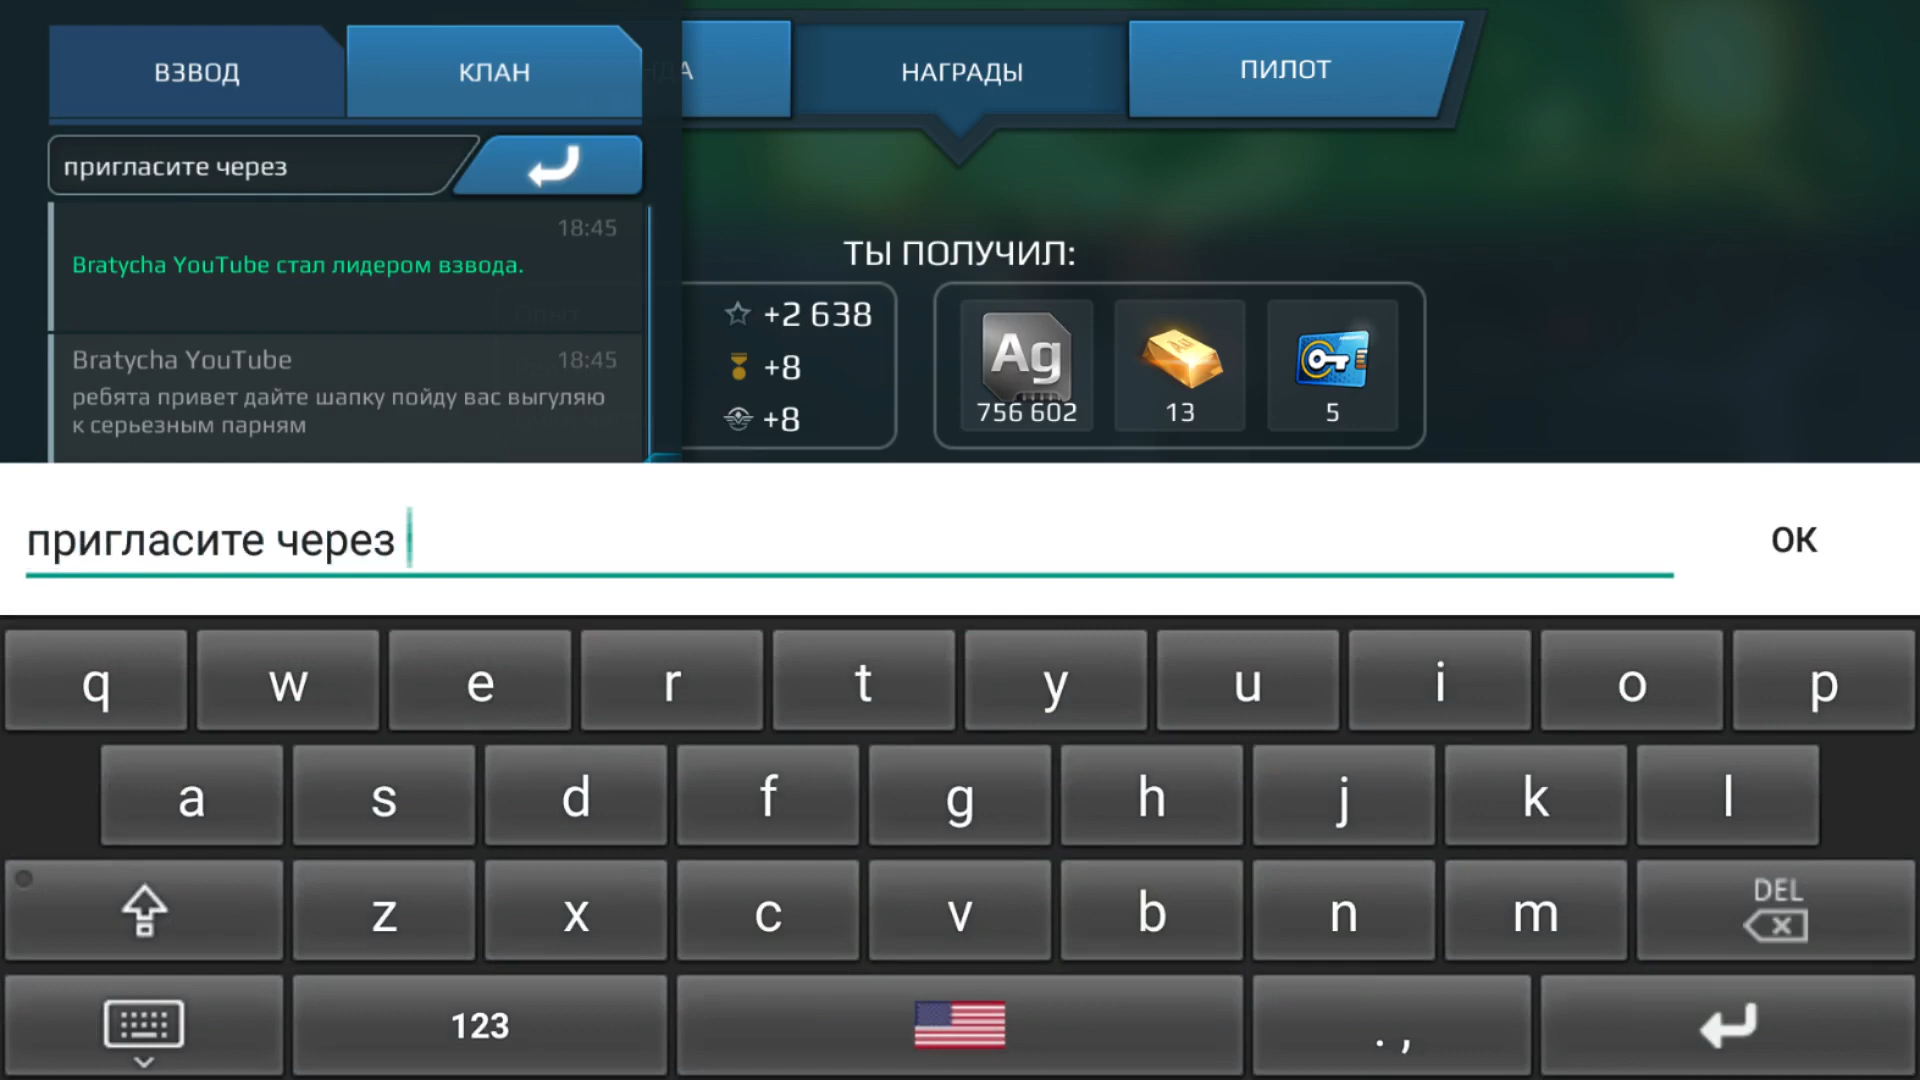 ВЗВОД
КЛАН
НАГРАДЫ
ПИЛОТ
пригласите через
18:45
Bratycha YouTube стал лидером взвода.
Bratycha YouTube
18:45
ребята привет дайте шапку пойду вас выгуляю
к серьезным парням
ТЫ ПОЛУЧИЛ:
+2 638
+8
+8
Ag
Au
756 602
13
5
пригласите через
OK
q w e r t y u i o p
a s d f g h j k l
z x c v b n m DEL
123 . ,